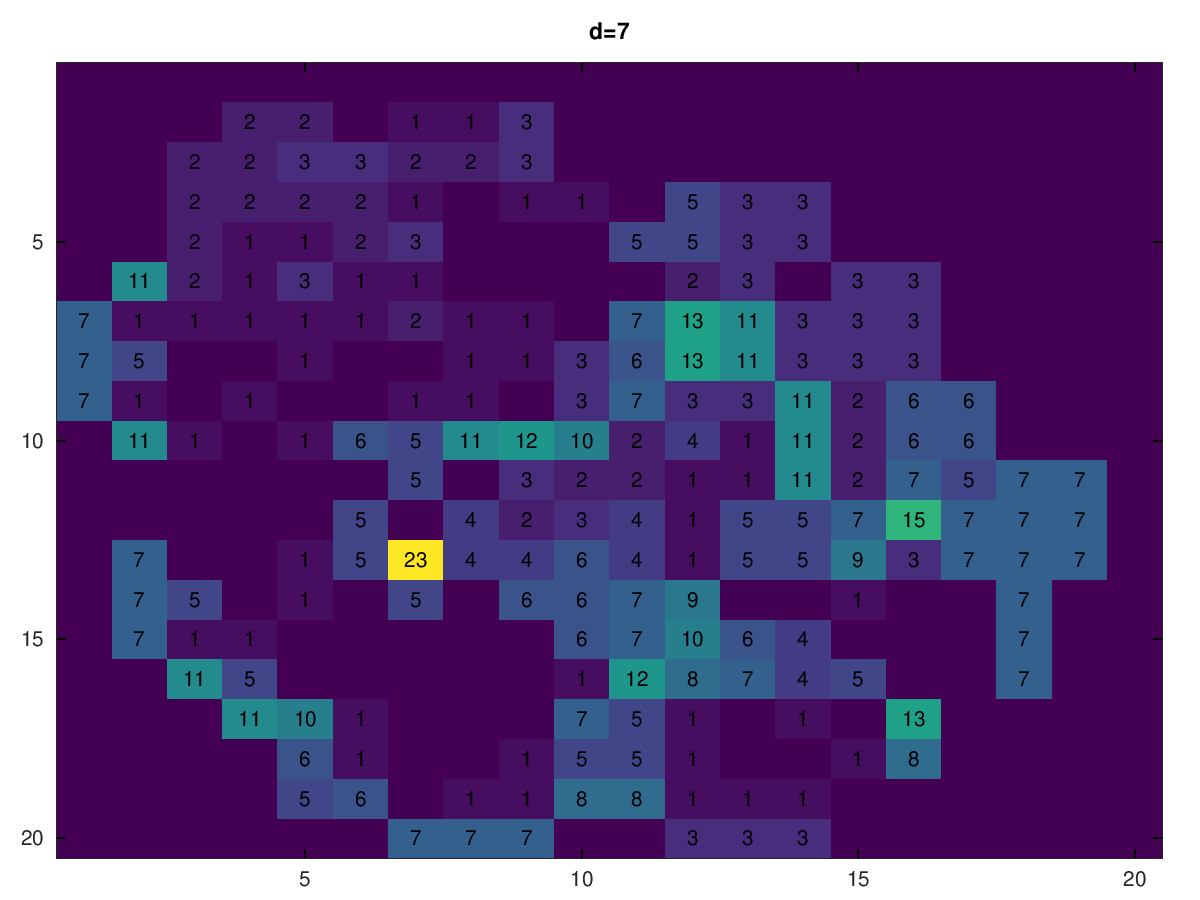 d=7
2 2 1 1 3
2 2 3 3 2 2 3
2 2 2 2 1 1 1 5 3 3
5 2 1 1 2 3 5 5 3 3
11 2 1 3 1 1 2 3 3 3
7 1 1 1 1 1 2 1 1 7 13 11 3 3 3
7 5 1 1 1 3 6 13 11 3 3 3
7 1 1 1 1 3 7 3 3 11 2 6 6
10 11 1 1 6 5 11 12 10 2 4 1 11 2 6 6
5 3 2 2 1 1 11 2 7 5 7 7
5 4 2 3 4 1 5 5 7 15 7 7 7
7 1 5 23 4 4 6 4 1 5 5 9 3 7 7 7
7 5 1 5 6 6 7 9 1 7
15 7 1 1 6 7 10 6 4 7
11 5 1 12 8 7 4 5 7
11 10 1 7 5 1 1 13
6 1 1 5 5 1 1 8
5 6 1 1 8 8 1 1 1
20 7 7 7 3 3 3
5 10 15 20